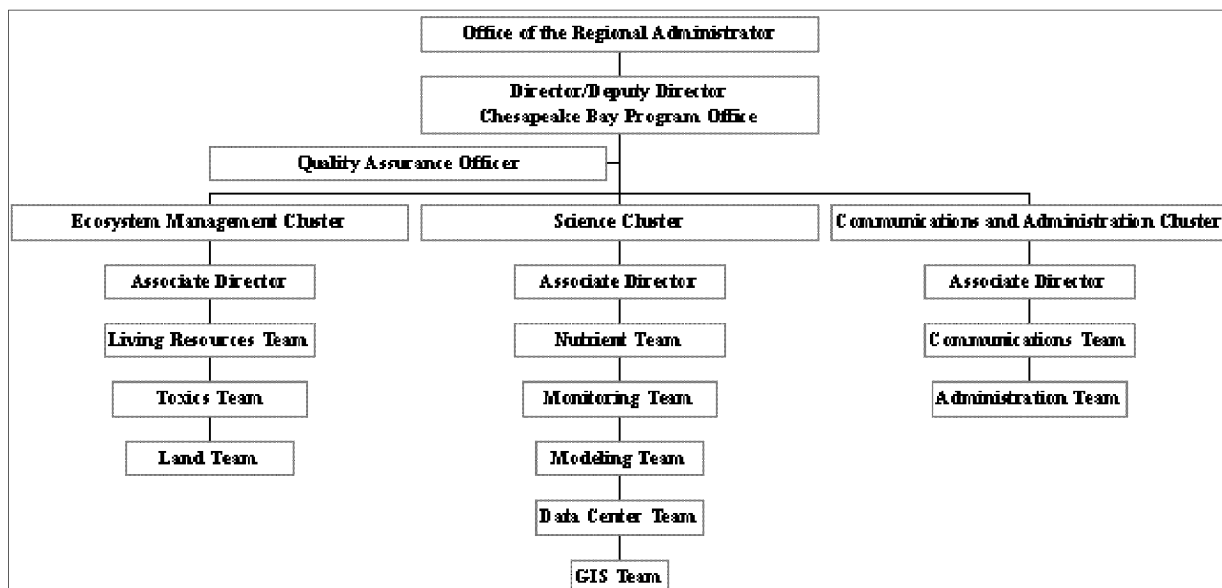 Office of the Regional Administrator
Director/Deputy Director
Chesapeake Bay Program Office
Quality Assurance Officer
Ecosystem Management Cluster
Science Cluster
Communications and Administration Cluster
Associate Director
Associate Director
Associate Director
Living Resources Team
Nutrient Team
Communications Team
Toxics Team
Monitoring Team
Administration Team
Land Team
Modeling Team
Data Center Team
GIS Team